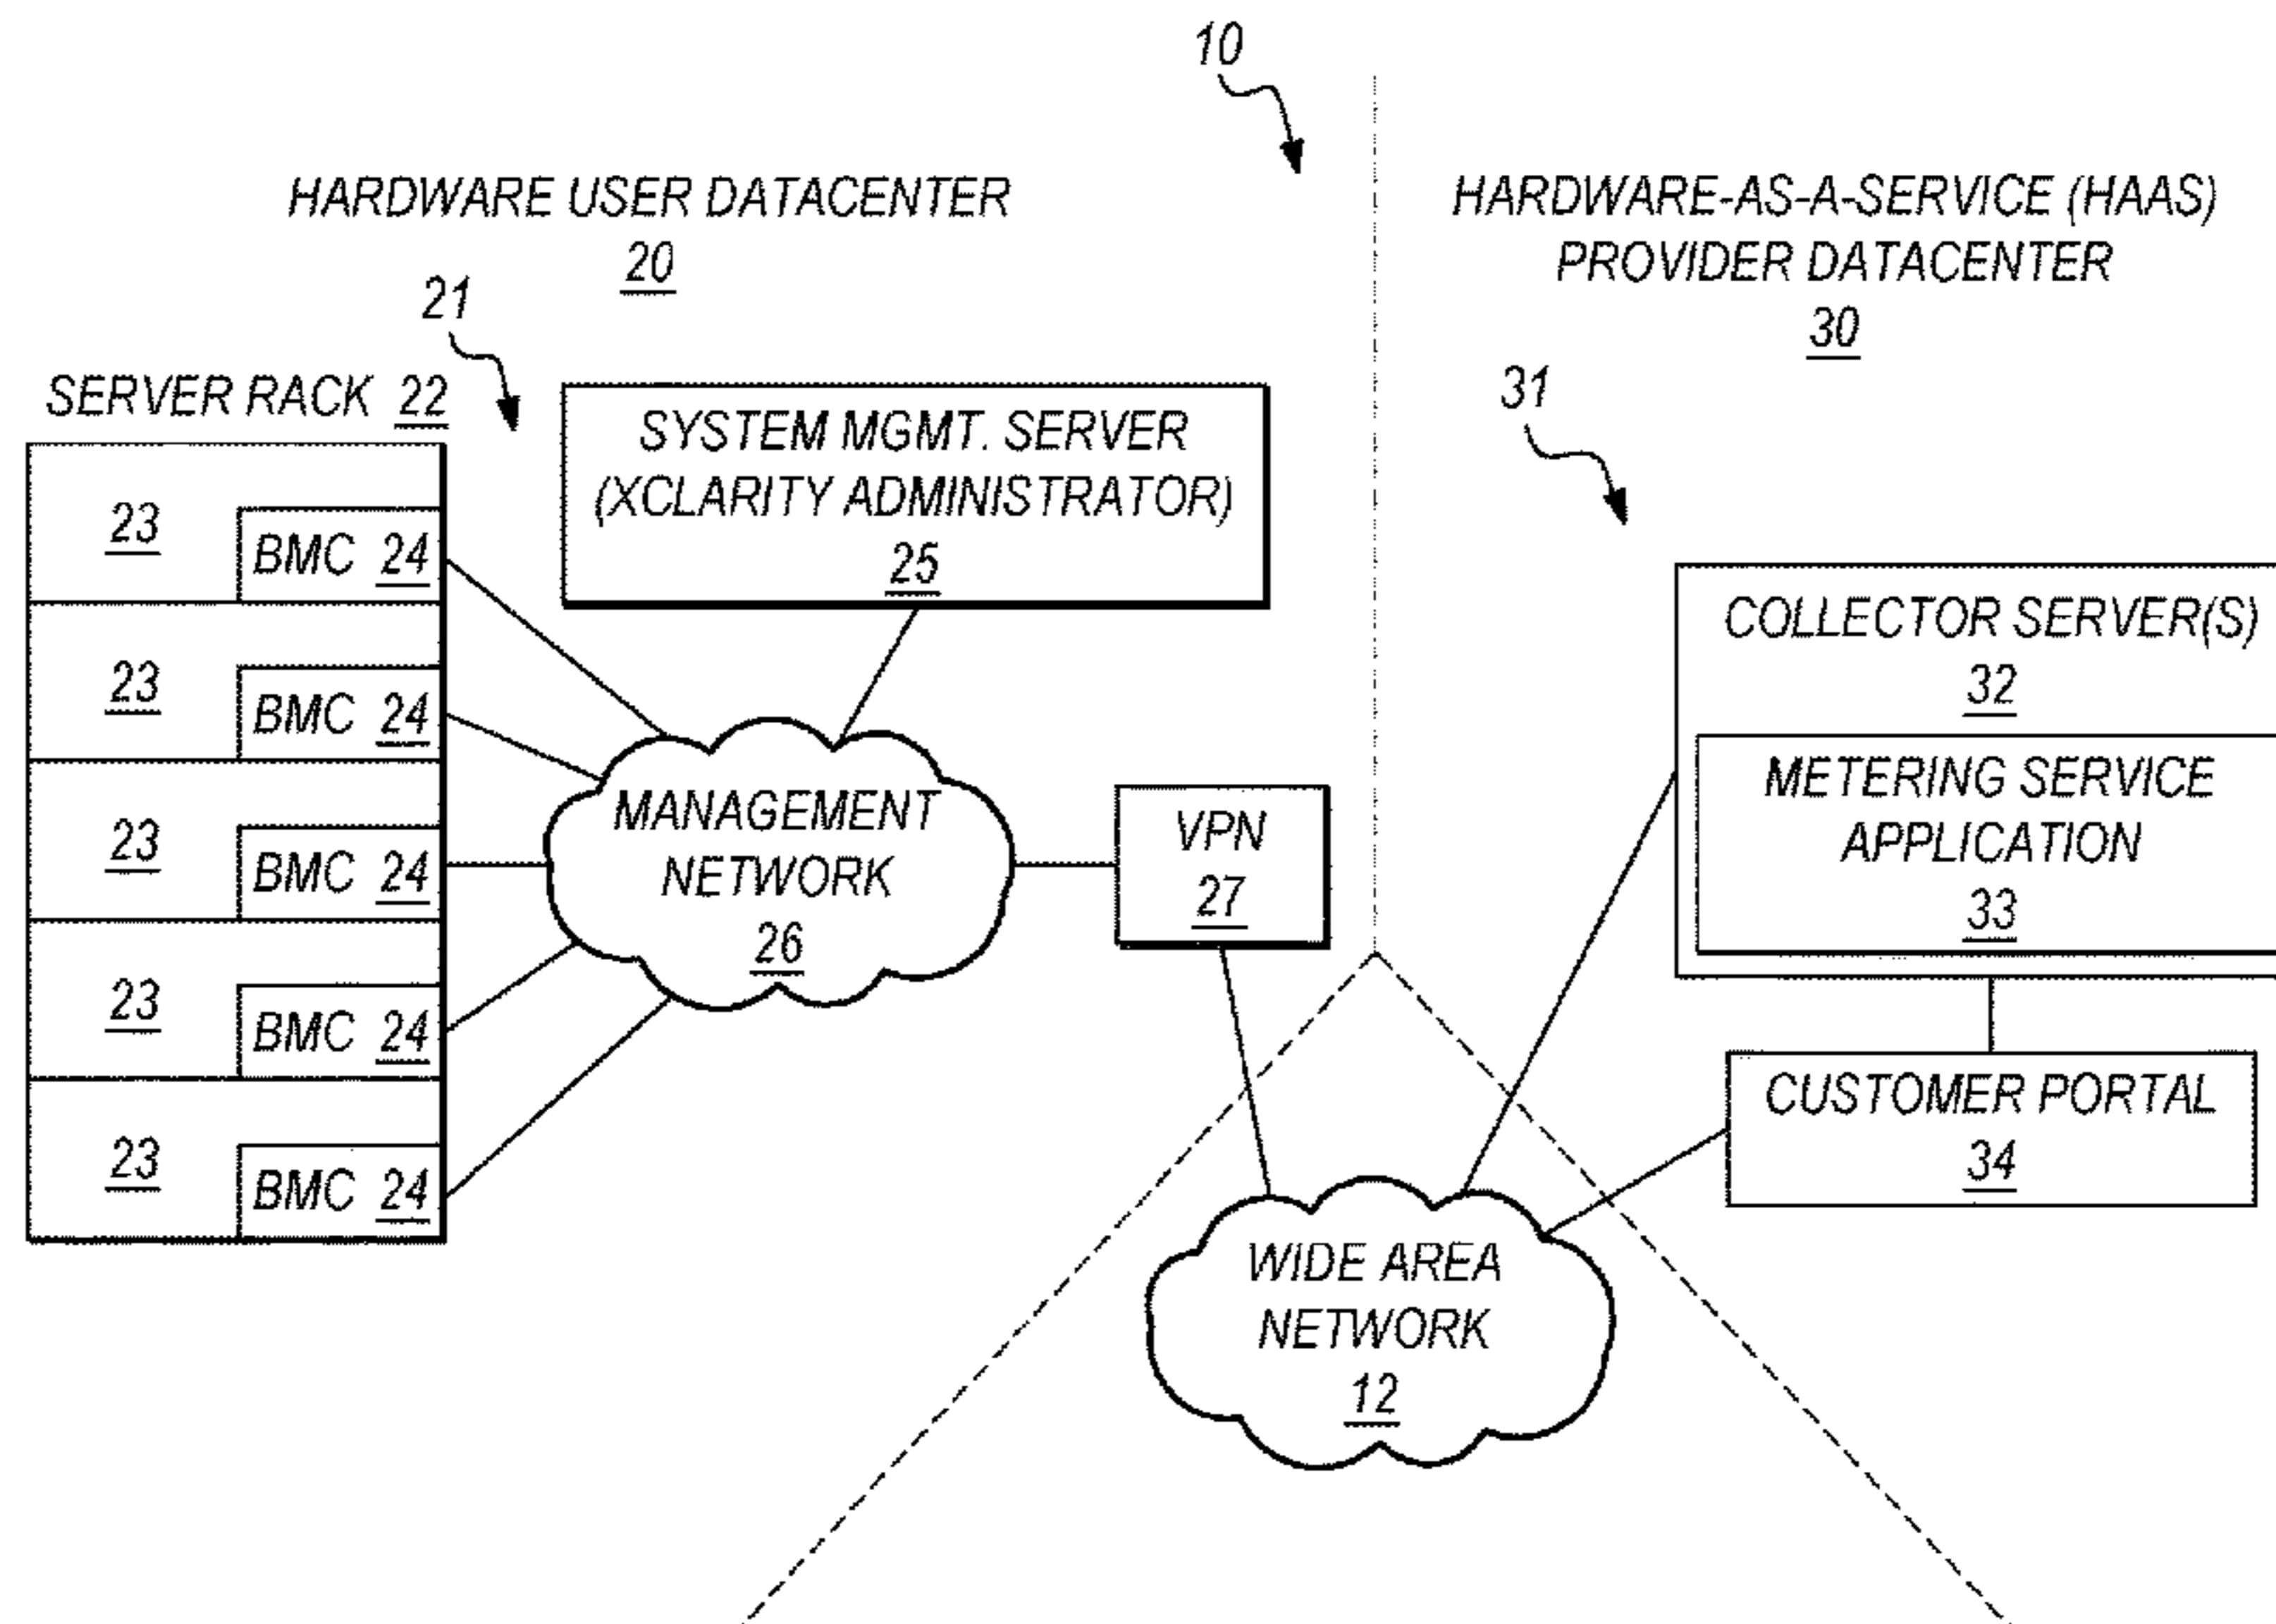 10
HARDWARE USER DATACENTER
20
HARDWARE-AS-A-SERVICE (HAAS)
PROVIDER DATACENTER
30
21
31
SERVER RACK 22
SYSTEM MGMT. SERVER
(XCLARITY ADMINISTRATOR)
25
23
BMC 24
23
BMC 24
23
BMC 24
23
BMC 24
23
BMC 24
MANAGEMENT
NETWORK
26
VPN
27
COLLECTOR SERVER(S)
32
METERING SERVICE
APPLICATION
33
CUSTOMER PORTAL
34
WIDE AREA
NETWORK
12